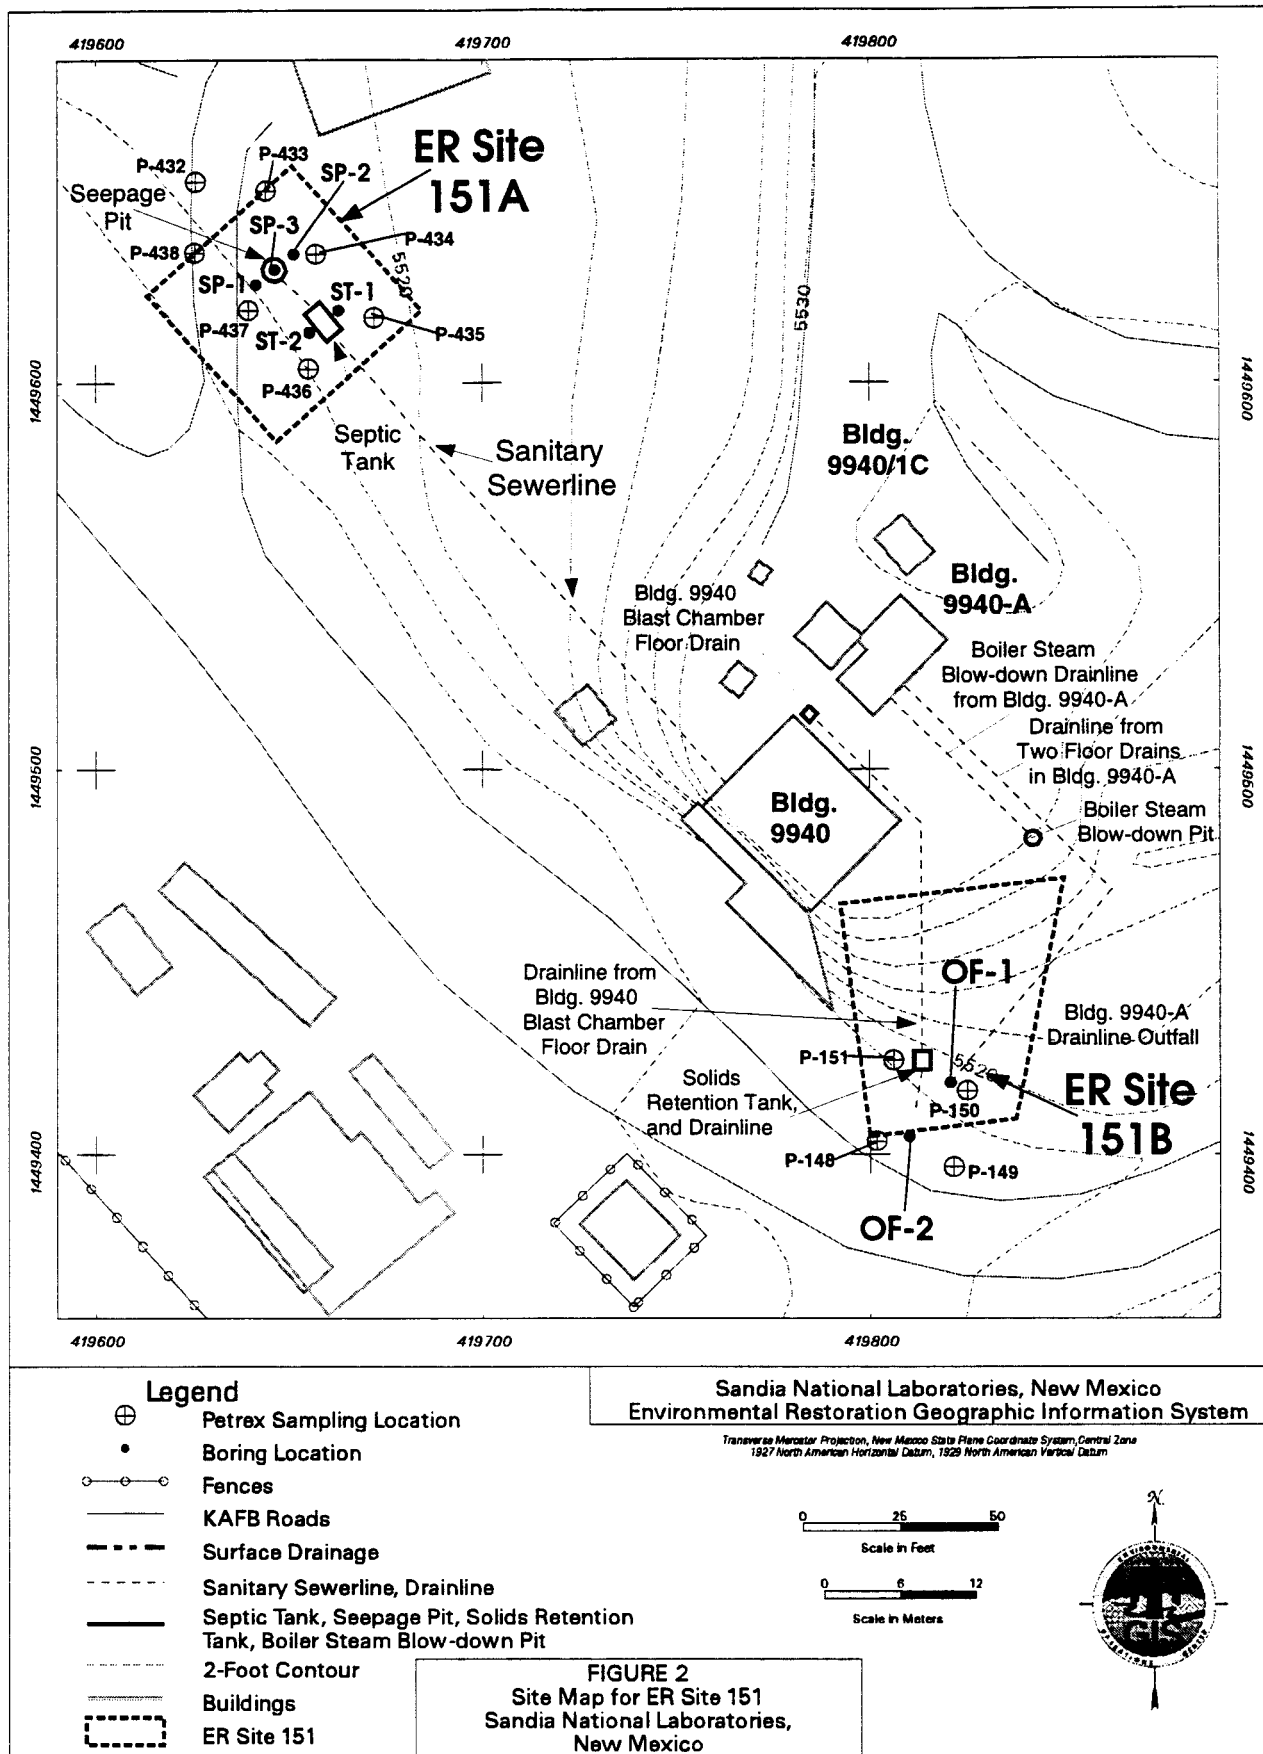 419600
419700
419800
P-433
P-432
ER Site
151A
SP-2
Seepage
Pit
SP-3
P-434
P-438
5520
SP-1
ST-1
5530
P-437
ST-2
P-435
P-436
1449600
1449600
Septic
Tank
Sanitary
Sewerline
Bldg.
9940/1C
Bldg.
9940-A
Bldg. 9940
Blast Chamber
Floor Drain
Boiler Steam
Blow-down Drainline
from Bldg. 9940-A
Drainline from
Two Floor Drains
in Bldg. 9940-A
1449500
1449500
Bldg.
9940
Boiler Steam
Blow-down Pit
Drainline from
Bldg. 9940
Blast Chamber
Floor Drain
OF-1
Bldg. 9940-A
Drainline Outfall
P-151
5520
Solids
Retention Tank,
and Drainline
P-150
ER Site
151B
P-148
P-149
1449400
1449400
OF-2
419600
419700
419800
Legend
Petrex Sampling Location
Boring Location
Fences
KAFB Roads
Surface Drainage
Sanitary Sewerline, Drainline
Septic Tank, Seepage Pit, Solids Retention
Tank, Boiler Steam Blow-down Pit
2-Foot Contour
Buildings
ER Site 151
Sandia National Laboratories, New Mexico
Environmental Restoration Geographic Information System
Transverse Mercator Projection, New Mexico State Plane Coordinate System, Central Zone
1927 North American Horizontal Datum, 1929 North American Vertical Datum
0 25 50
Scale in Feet
0 6 12
Scale in Meters
N
ENVIRONMENTAL
GIS
OPERATIONS CENTER
FIGURE 2
Site Map for ER Site 151
Sandia National Laboratories,
New Mexico